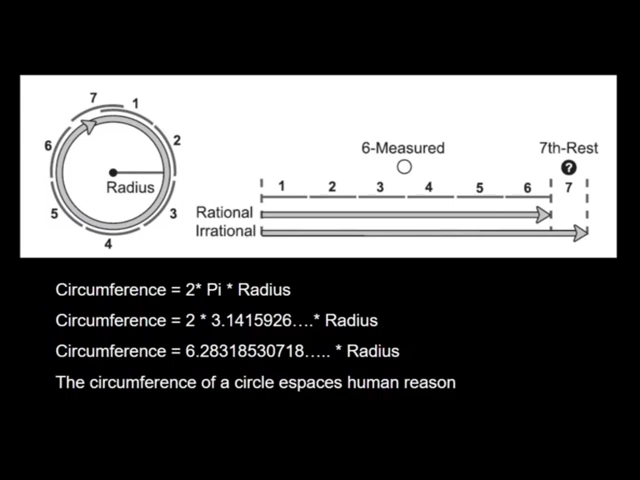 7
1
2
3
4
5
6
Radius
6-Measured
7th-Rest
?
1 2 3 4 5 6 7
Rational
Irrational
Circumference = 2* Pi * Radius
Circumference = 2 * 3.1415926....* Radius
Circumference = 6.28318530718..... * Radius
The circumference of a circle espaces human reason